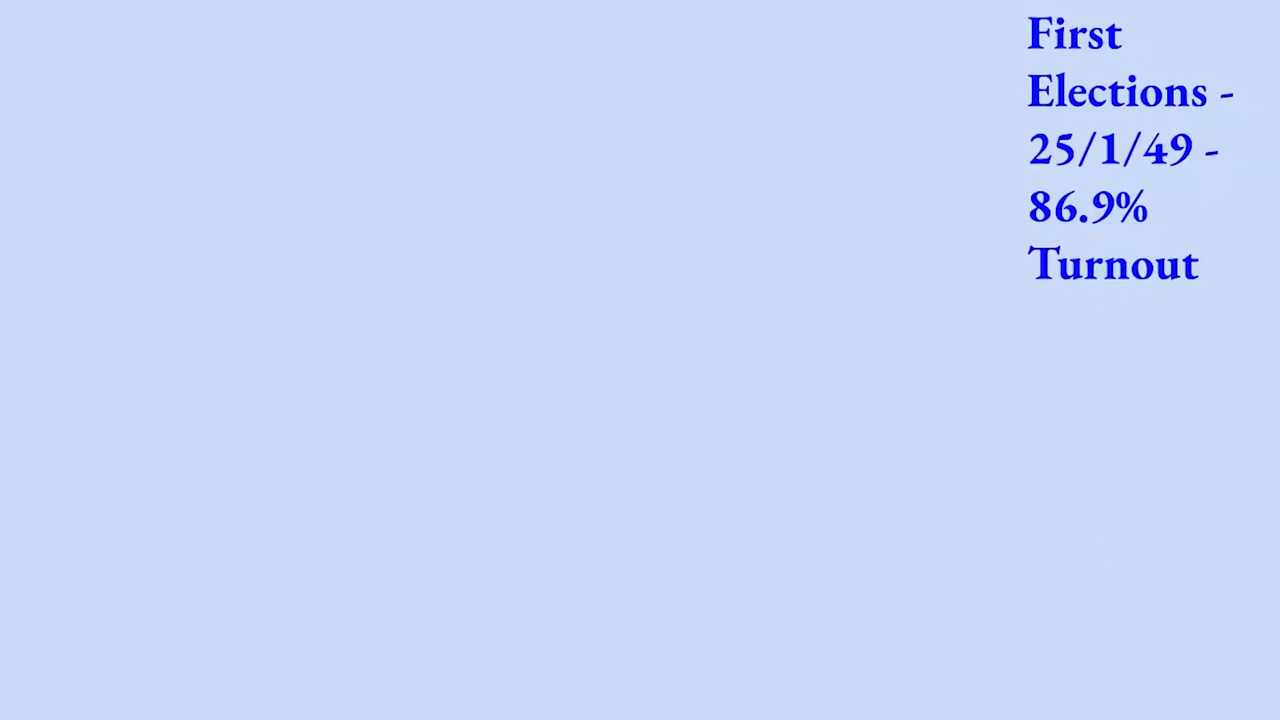 First
Elections -
25/1/49 -
86.9%
Turnout